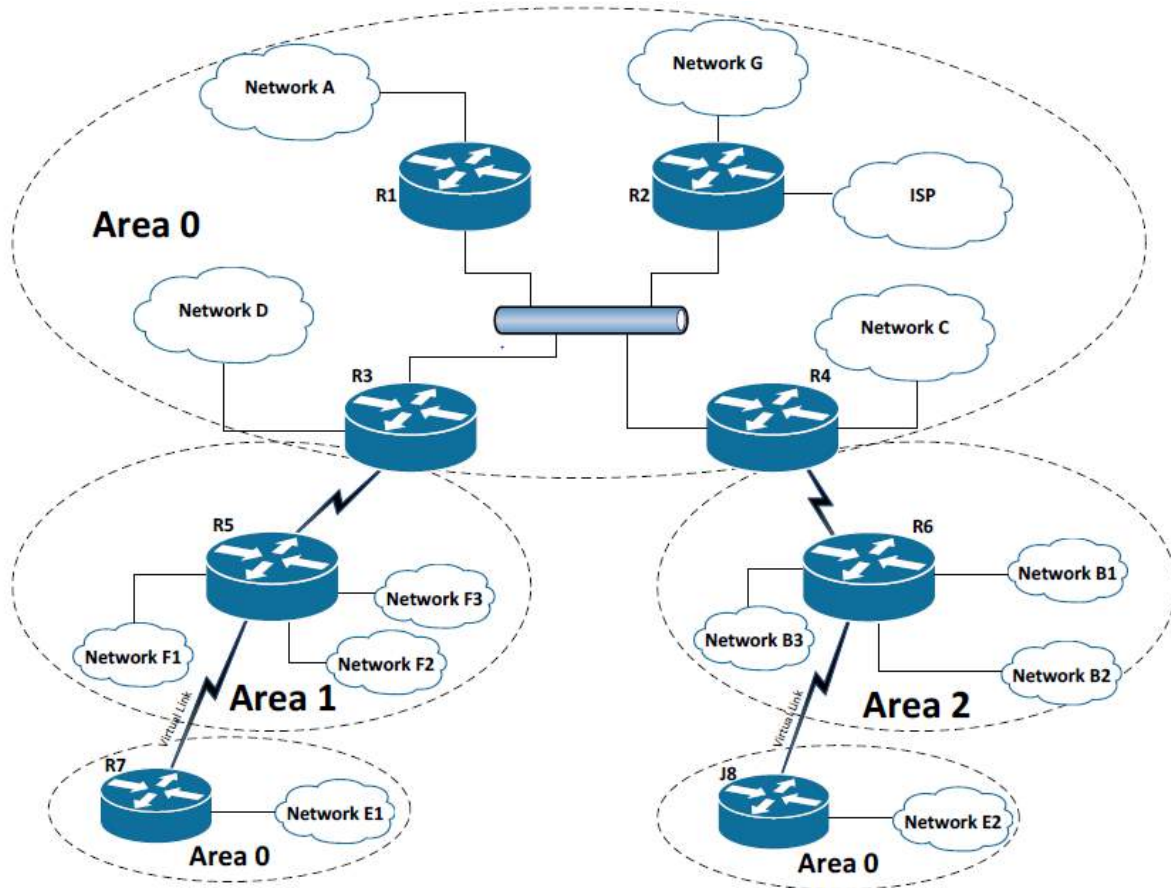 Network A
Network G
R1
R2
ISP
Area 0
Network D
Network C
R3
R4
R5
R6
Network F3
Network B1
Network F1
Network F2
Network B3
Network B2
Area 1
Area 2
Virtual Link
Virtual Link
R7
J8
Network E1
Network E2
Area 0
Area 0